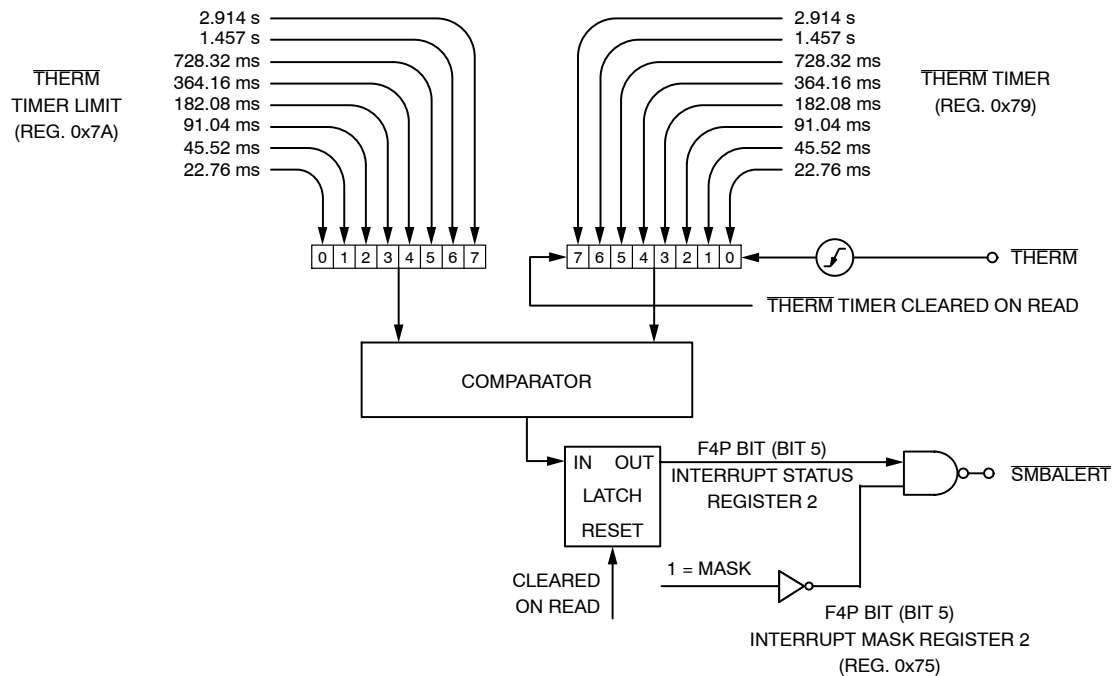 2.914 s
1.457 s
728.32 ms
364.16 ms
182.08 ms
91.04 ms
45.52 ms
22.76 ms
THERM
TIMER LIMIT
(REG. 0x7A)
2.914 s
1.457 s
728.32 ms
364.16 ms
182.08 ms
91.04 ms
45.52 ms
22.76 ms
THERM TIMER
(REG. 0x79)
0 1 2 3 4 5 6 7
7 6 5 4 3 2 1 0
THERM
THERM TIMER CLEARED ON READ
COMPARATOR
IN OUT
LATCH
RESET
F4P BIT (BIT 5)
INTERRUPT STATUS
REGISTER 2
SMBALERT
CLEARED
ON READ
1 = MASK
F4P BIT (BIT 5)
INTERRUPT MASK REGISTER 2
(REG. 0x75)